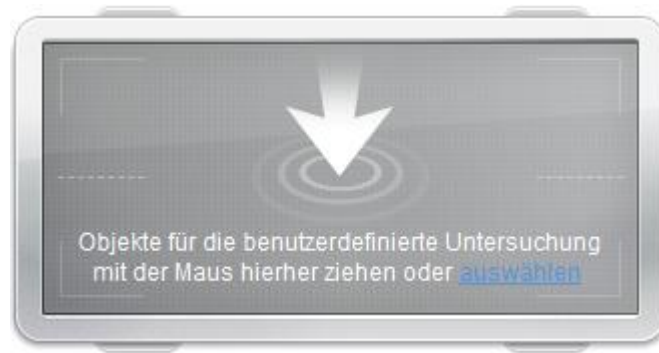 Objekte für die benutzerdefinierte Untersuchung
mit der Maus hierher ziehen oder auswählen